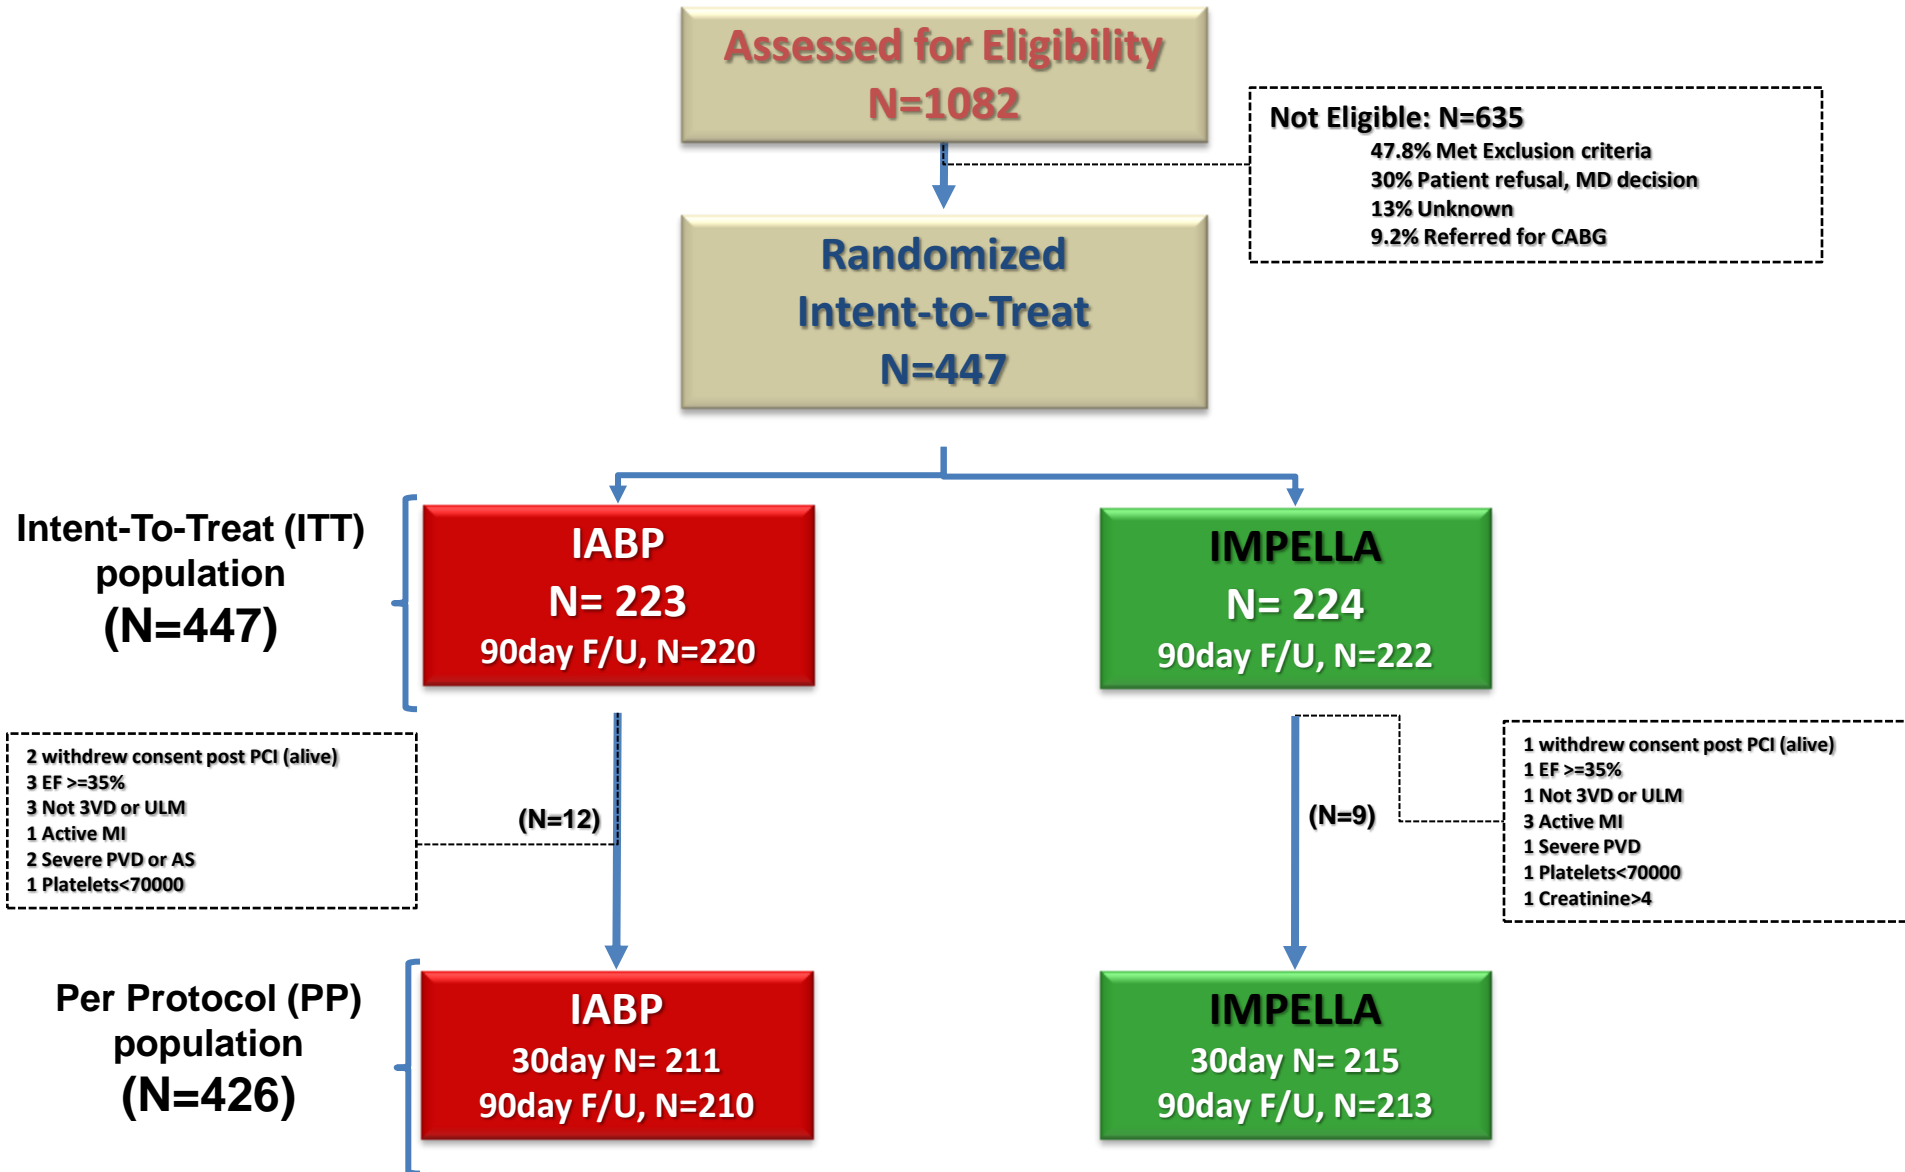 Assessed for Eligibility
N=1082
Not Eligible: N=635
47.8% Met Exclusion criteria
30% Patient refusal, MD decision
13% Unknown
9.2% Referred for CABG
Randomized
Intent-to-Treat
N=447
Intent-To-Treat (ITT)
population
(N=447)
IABP
N= 223
90day F/U, N=220
IMPELLA
N= 224
90day F/U, N=222
2 withdrew consent post PCI (alive)
3 EF >=35%
3 Not 3VD or ULM
1 Active MI
2 Severe PVD or AS
1 Platelets<70000
(N=12)
(N=9)
1 withdrew consent post PCI (alive)
1 EF >=35%
1 Not 3VD or ULM
3 Active MI
1 Severe PVD
1 Platelets<70000
1 Creatinine>4
Per Protocol (PP)
population
(N=426)
IABP
30day N= 211
90day F/U, N=210
IMPELLA
30day N= 215
90day F/U, N=213